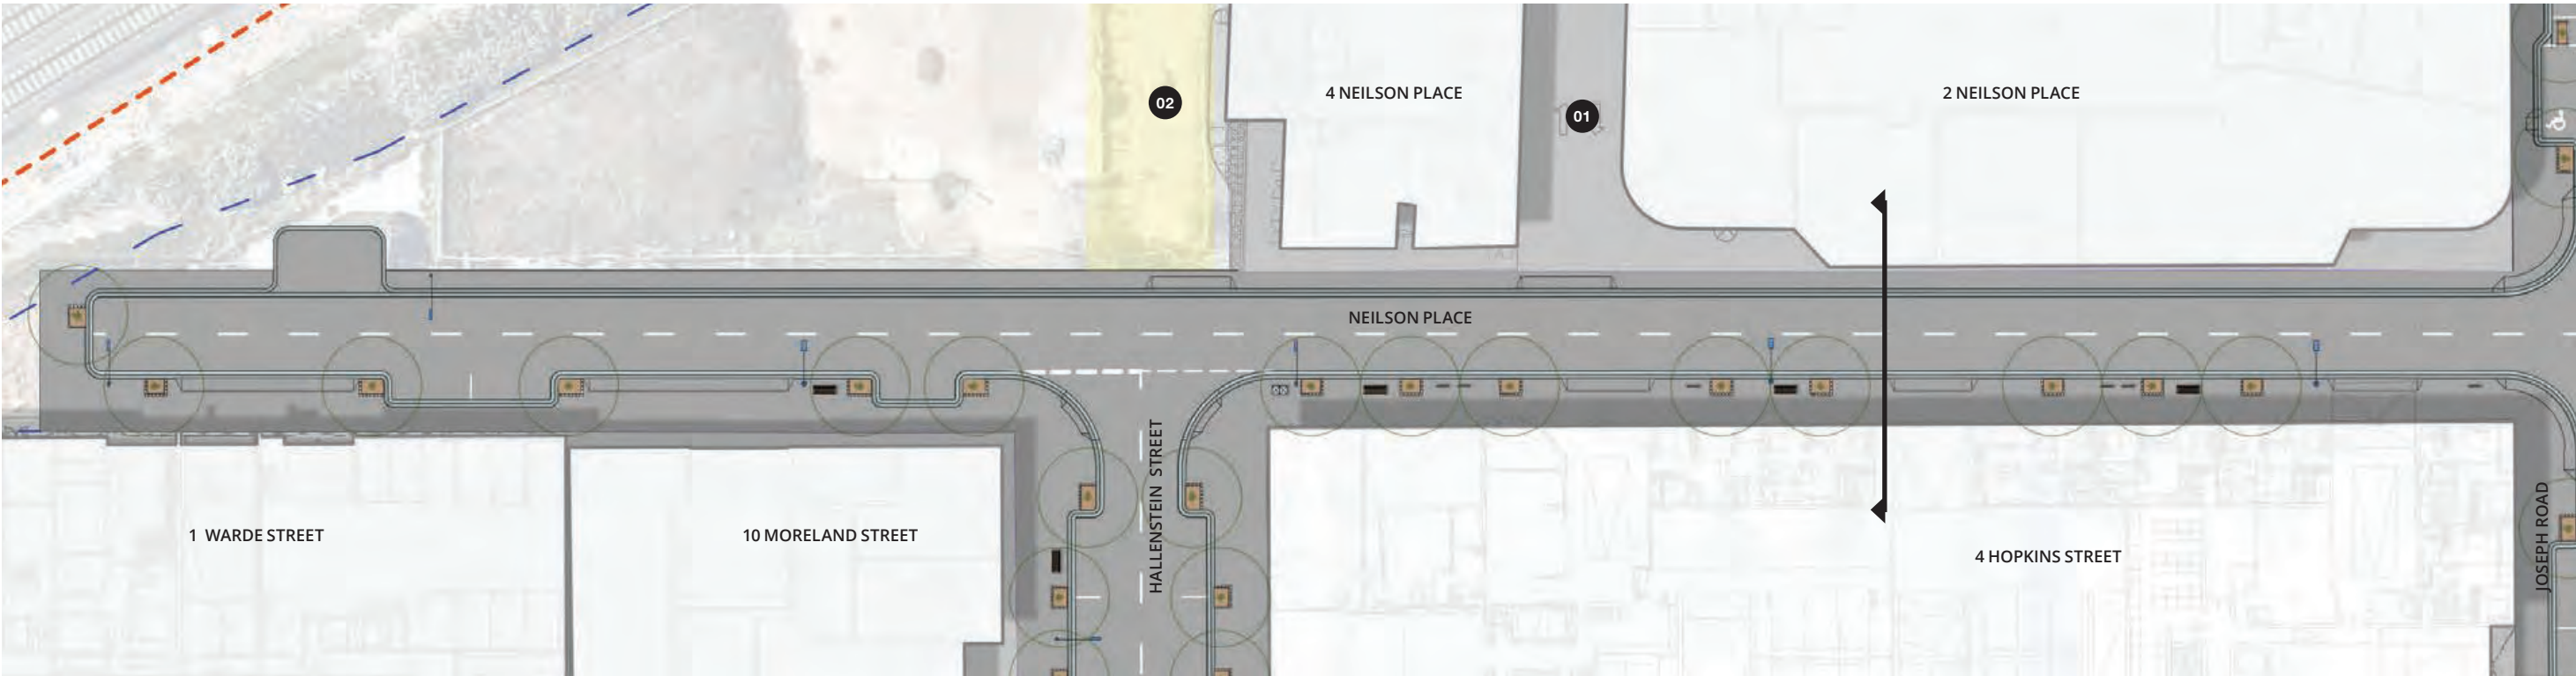 02
4 NEILSON PLACE
01
2 NEILSON PLACE
NEILSON PLACE
HALLENSTEIN STREET
1 WARDE STREET
10 MORELAND STREET
4 HOPKINS STREET
JOSEPH ROAD